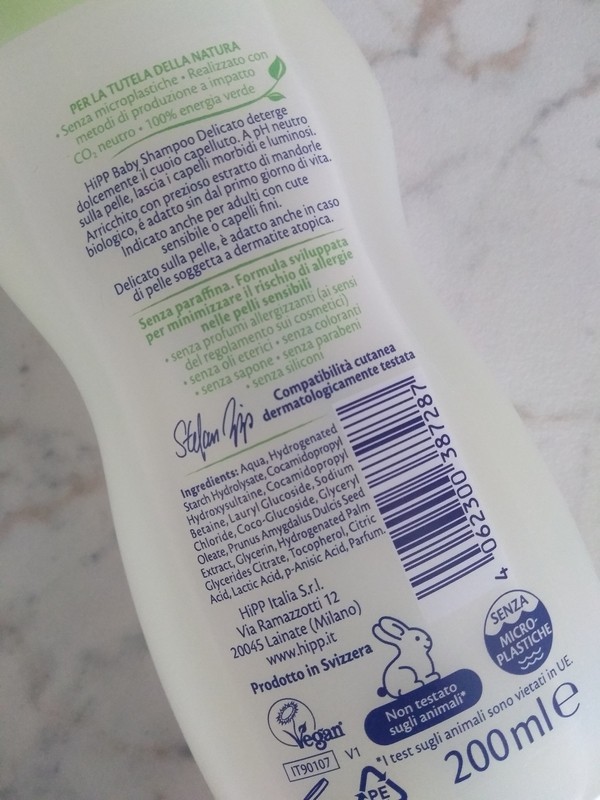 PER LA TUTELA DELLA NATURA
• Senza microplastiche • Realizzato con
metodi di produzione a impatto
CO₂ neutro • 100% energia verde
HiPP Baby Shampoo Delicato deterge
dolcemente il cuoio capelluto. A pH neutro
sulla pelle, lascia i capelli morbidi e luminosi.
Arricchito con prezioso estratto di mandorle
biologico, è adatto sin dal primo giorno di vita.
Indicato anche per adulti con cute
sensibile o capelli fini.
Delicato sulla pelle, è adatto anche in caso
di pelle soggetta a dermatite atopica.
Senza paraffina. Formula sviluppata
per minimizzare il rischio di allergie
nelle pelli sensibili
• senza profumi allergizzanti (ai sensi
del regolamento sui cosmetici)
• senza oli eterici • senza coloranti
• senza sapone • senza parabeni
• senza siliconi
Stefan Hipp
Compatibilità cutanea
dermatologicamente testata
Ingredients: Aqua, Hydrogenated
Starch Hydrolysate, Cocamidopropyl
Hydroxysultaine, Cocamidopropyl
Betaine, Lauryl Glucoside, Sodium
Chloride, Coco-Glucoside, Glyceryl
Oleate, Prunus Amygdalus Dulcis Seed
Extract, Glycerin, Hydrogenated Palm
Glycerides Citrate, Tocopherol, Citric
Acid, Lactic Acid, p-Anisic Acid, Parfum.
4 062300 387287
HiPP Italia S.r.l.
Via Ramazzotti 12
20045 Lainate (Milano)
www.hipp.it
Prodotto in Svizzera
SENZA
MICRO-
PLASTICHE
Non testato
sugli animali*
Vegan
IT90107 V1
*I test sugli animali sono vietati in UE.
200ml e
PE